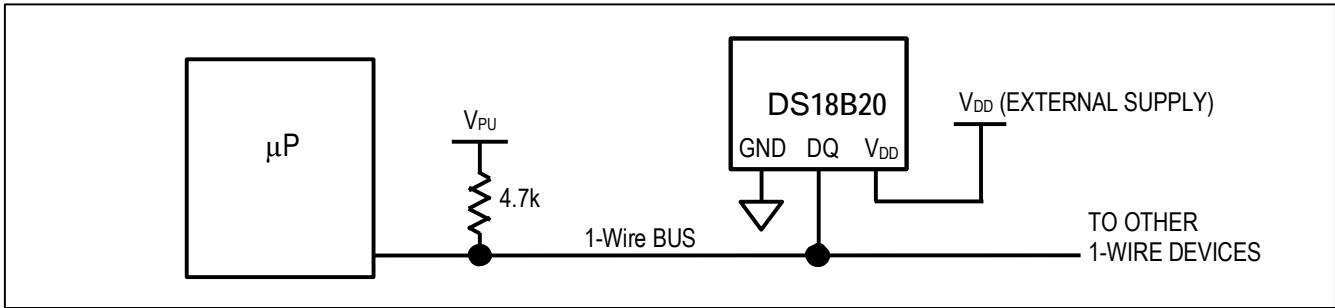 μP
VPU
4.7k
1-Wire BUS
DS18B20
GND DQ VDD
VDD (EXTERNAL SUPPLY)
TO OTHER
1-WIRE DEVICES